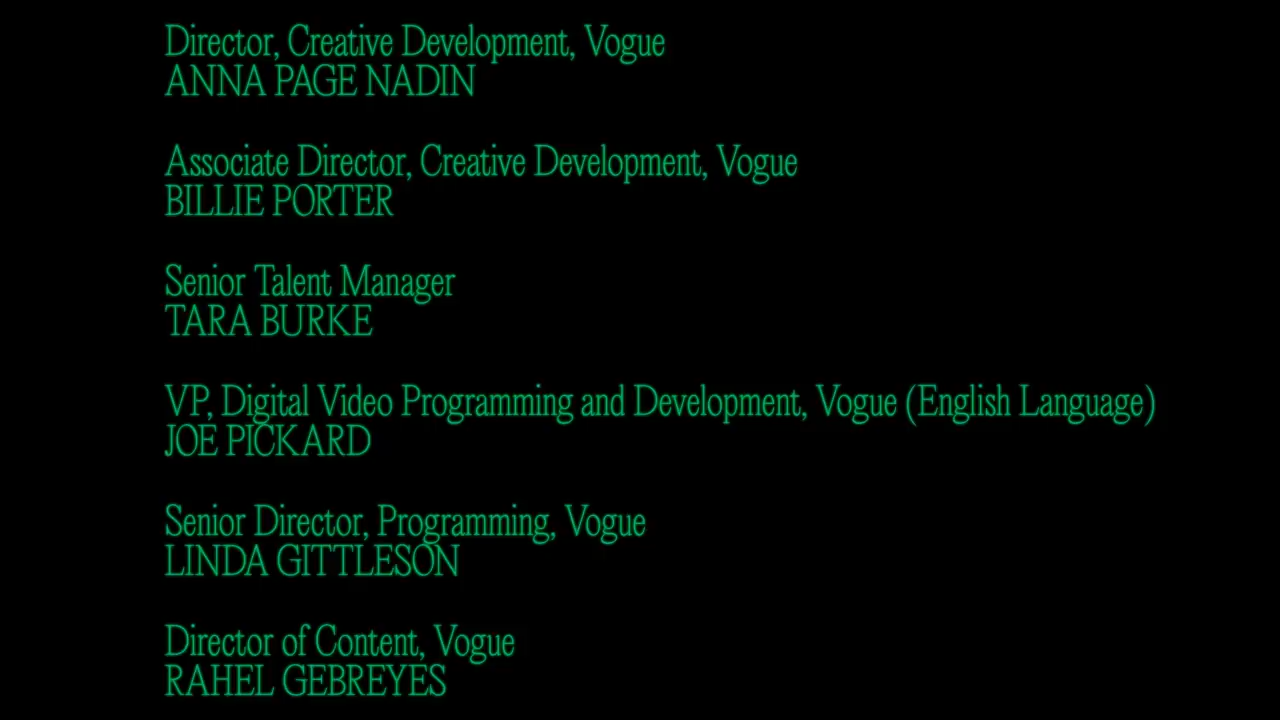 Director, Creative Development, Vogue
ANNA PAGE NADIN
Associate Director, Creative Development, Vogue
BILLIE PORTER
Senior Talent Manager
TARA BURKE
VP, Digital Video Programming and Development, Vogue (English Language)
JOE PICKARD
Senior Director, Programming, Vogue
LINDA GITTLESON
Director of Content, Vogue
RAHEL GEBREYES